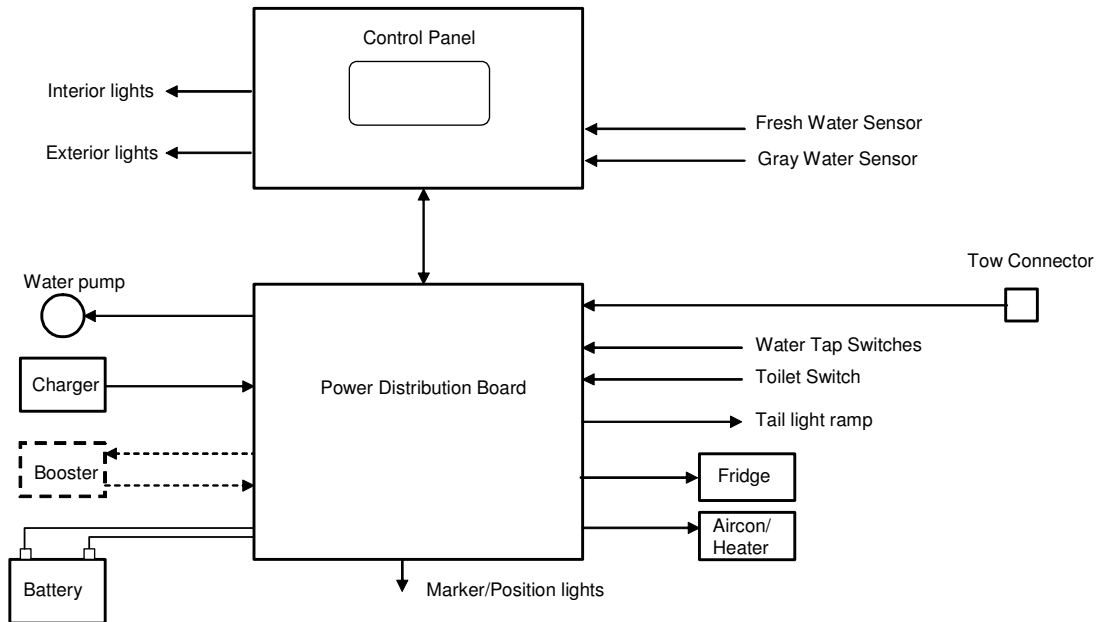 Control Panel
Interior lights
Exterior lights
Fresh Water Sensor
Gray Water Sensor
Tow Connector
Water pump
Water Tap Switches
Charger
Power Distribution Board
Toilet Switch
Tail light ramp
Booster
Fridge
Aircon/
Heater
Battery
Marker/Position lights